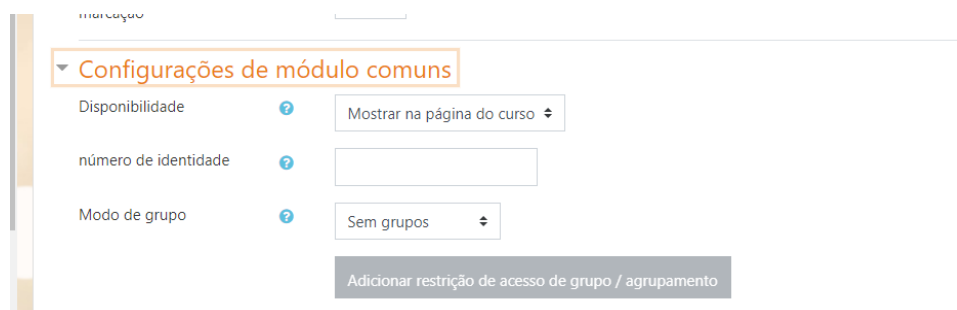 marcação
Configurações de módulo comuns
Disponibilidade
Mostrar na página do curso
número de identidade
Modo de grupo
Sem grupos
Adicionar restrição de acesso de grupo / agrupamento